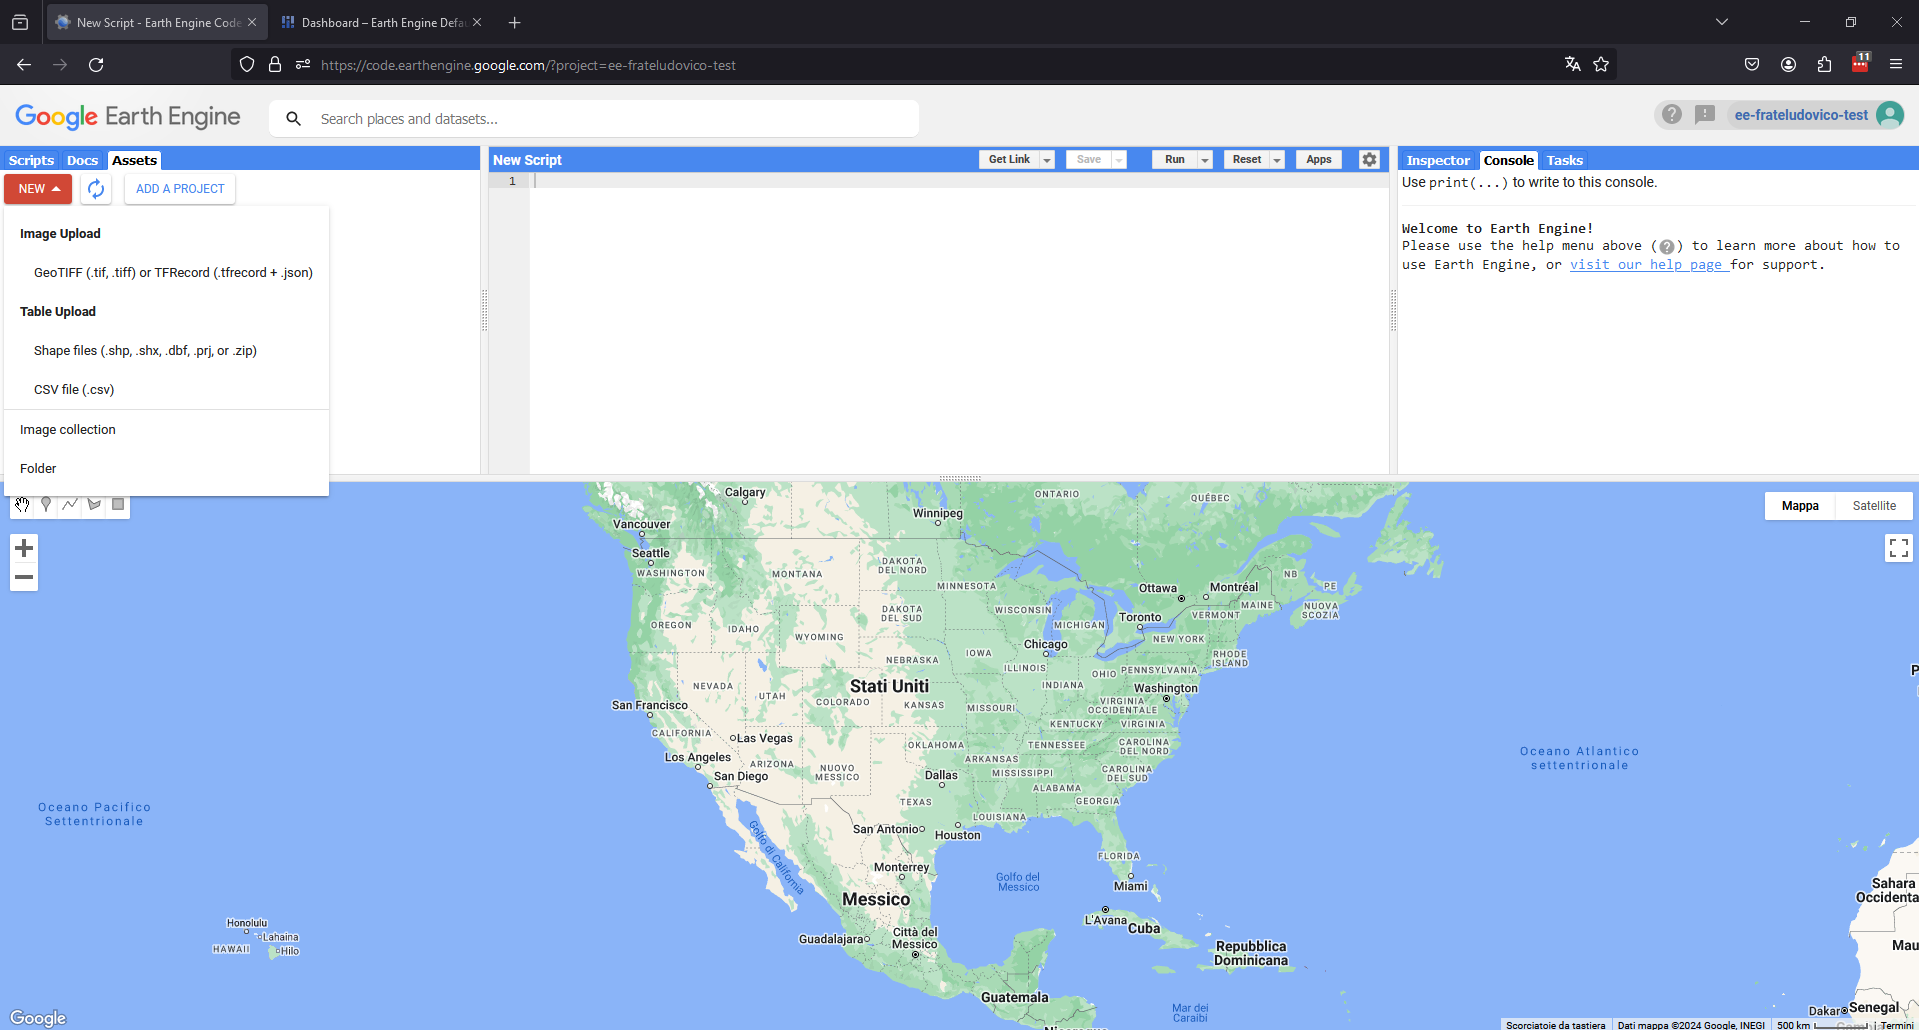 New Script - Earth Engine Code
Dashboard – Earth Engine Defau
https://code.earthengine.google.com/?project=ee-frateludovico-test
11
Google Earth Engine
Search places and datasets...
ee-frateludovico-test
Scripts Docs Assets
NEW
ADD A PROJECT
Image Upload
GeoTIFF (.tif, .tiff) or TFRecord (.tfrecord + .json)
Table Upload
Shape files (.shp, .shx, .dbf, .prj, or .zip)
CSV file (.csv)
Image collection
Folder
New Script
Get Link
Save
Run
Reset
Apps
1
Inspector Console Tasks
Use print(...) to write to this console.
Welcome to Earth Engine!
Please use the help menu above (?) to learn more about how to
use Earth Engine, or visit our help page for support.
Mappa
Satellite
Calgary
ONTARIO
QUÉBEC
Vancouver
Winnipeg
Seattle
WASHINGTON
MONTANA
DAKOTA
DEL NORD
MINNESOTA
Ottawa
Montréal
NB
PE
MAINE
NUOVA
SCOZIA
OREGON
IDAHO
WYOMING
DAKOTA
DEL SUD
WISCONSIN
MICHIGAN
Toronto
VERMONT
NEW YORK
Chicago
NEBRASKA
IOWA
ILLINOIS
INDIANA
OHIO
PENNSYLVANIA
RHODE
ISLAND
NEVADA
UTAH
Stati Uniti
COLORADO
KANSAS
MISSOURI
Washington
VIRGINIA
OCCIDENTALE
San Francisco
KENTUCKY
VIRGINIA
CALIFORNIA
Las Vegas
OKLAHOMA
TENNESSEE
CAROLINA
DEL NORD
Los Angeles
ARIZONA
NUOVO
MESSICO
ARKANSAS
MISSISSIPPI
CAROLINA
DEL SUD
San Diego
Dallas
ALABAMA
GEORGIA
TEXAS
LOUISIANA
San Antonio
Houston
Golfo di California
FLORIDA
Monterrey
Golfo del
Messico
Miami
Messico
L'Avana
Cuba
Guadalajara
Città del
Messico
Repubblica
Dominicana
Guatemala
Mar dei
Caraibi
Oceano Pacifico
Settentrionale
Oceano Atlantico
settentrionale
Honolulu
Lahaina
HAWAII
Hilo
Sahara
Occidenta
Mau
Dakar
Senegal
P
Google
Scorciatoie da tastiera
Dati mappa ©2024 Google, INEGI
500 km
Termini